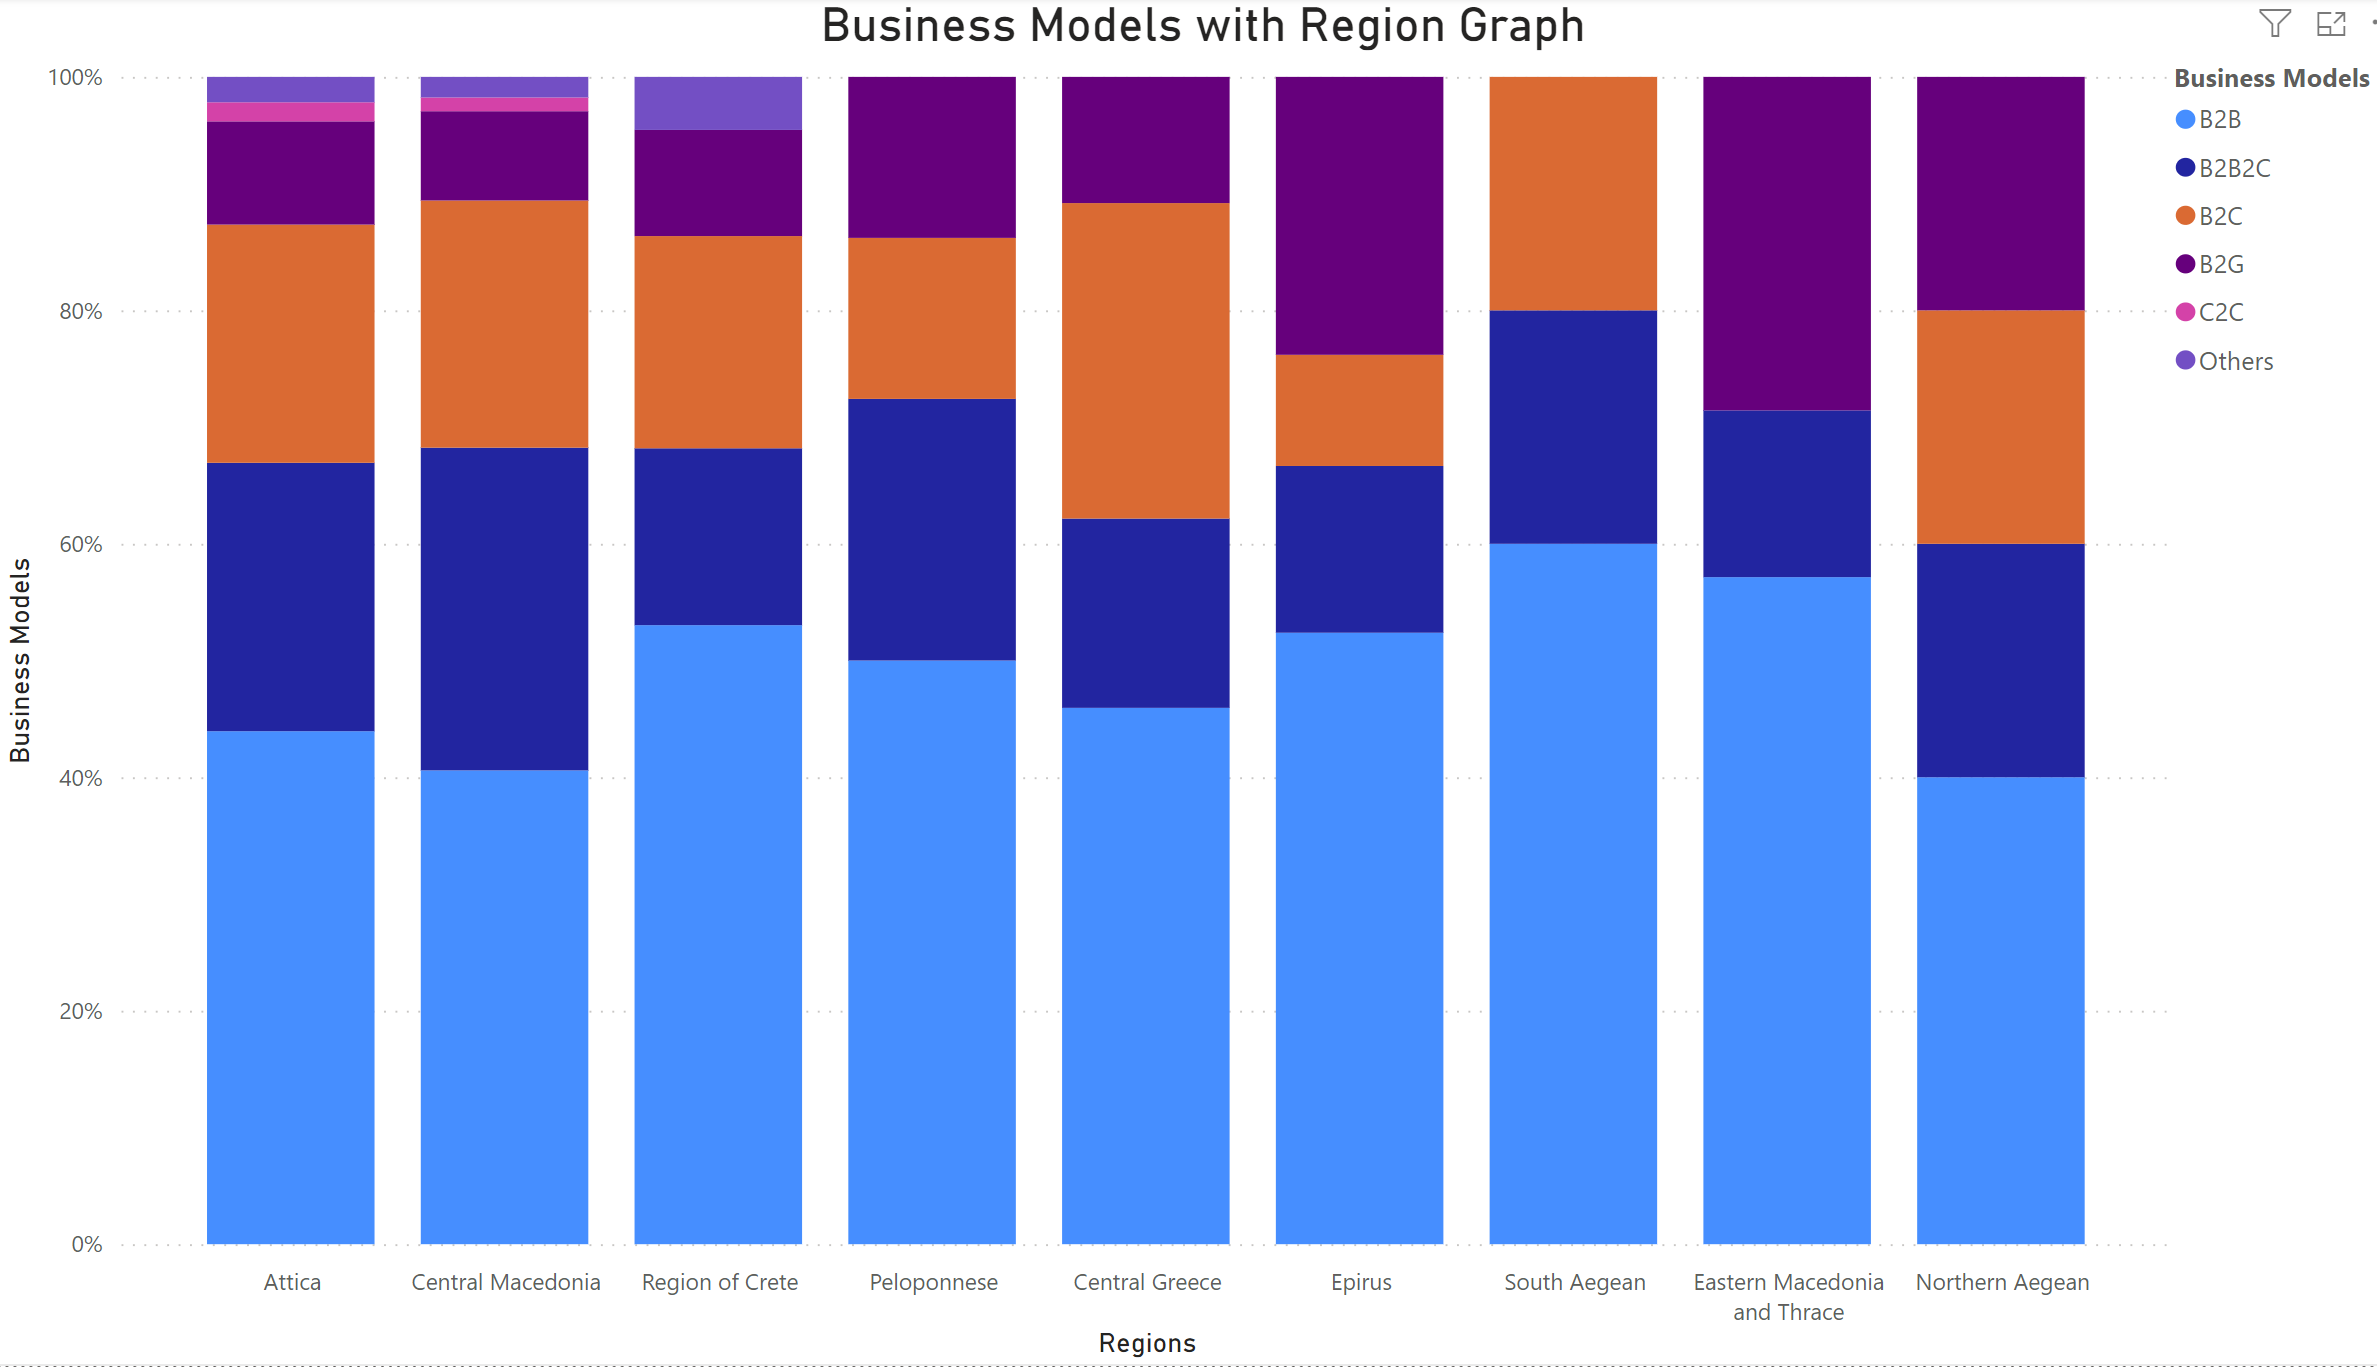 Business Models with Region Graph
Business Models
B2B
B2B2C
B2C
B2G
C2C
Others
100%
80%
60%
40%
20%
0%
Business Models
Attica
Central Macedonia
Region of Crete
Peloponnese
Central Greece
Epirus
South Aegean
Eastern Macedonia
and Thrace
Northern Aegean
Regions